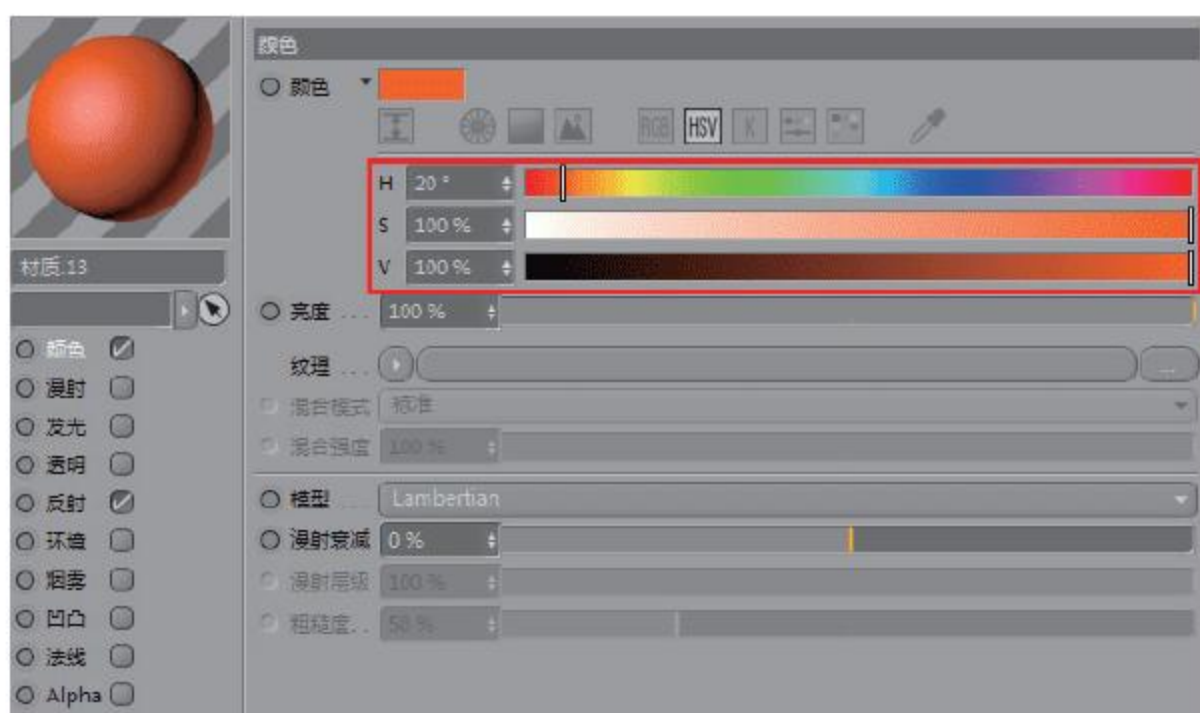 颜色
颜色
RGB HSV K
H 20 °
S 100 %
V 100 %
材质.13
亮度 ... 100 %
纹理 ... ...
混合模式 标准
混合强度 100 %
模型 ... Lambertian
漫射衰减 0 %
漫射层级 100 %
粗糙度.. 50 %
颜色
漫射
发光
透明
反射
环境
烟雾
凹凸
法线
Alpha